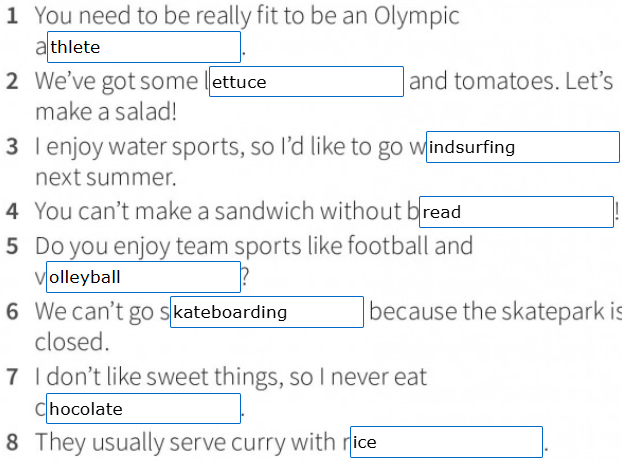 1 You need to be really fit to be an Olympic
athlete.
2 We've got some lettuce and tomatoes. Let's
make a salad!
3 I enjoy water sports, so I'd like to go windsurfing
next summer.
4 You can't make a sandwich without bread!
5 Do you enjoy team sports like football and
volleyball?
6 We can't go skateboarding because the skatepark is
closed.
7 I don't like sweet things, so I never eat
chocolate.
8 They usually serve curry with rice.